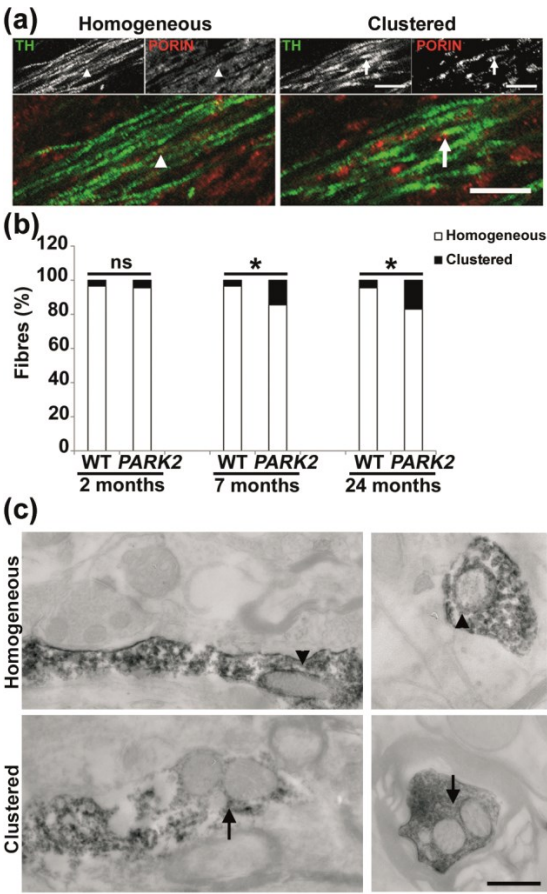 (a)
Homogeneous
Clustered
TH
PORIN
TH
PORIN
(b)
120
100
80
60
40
20
0
Fibres (%)
ns
*
*
Homogeneous
Clustered
WT PARK2
WT PARK2
WT PARK2
2 months
7 months
24 months
(c)
Homogeneous
Clustered